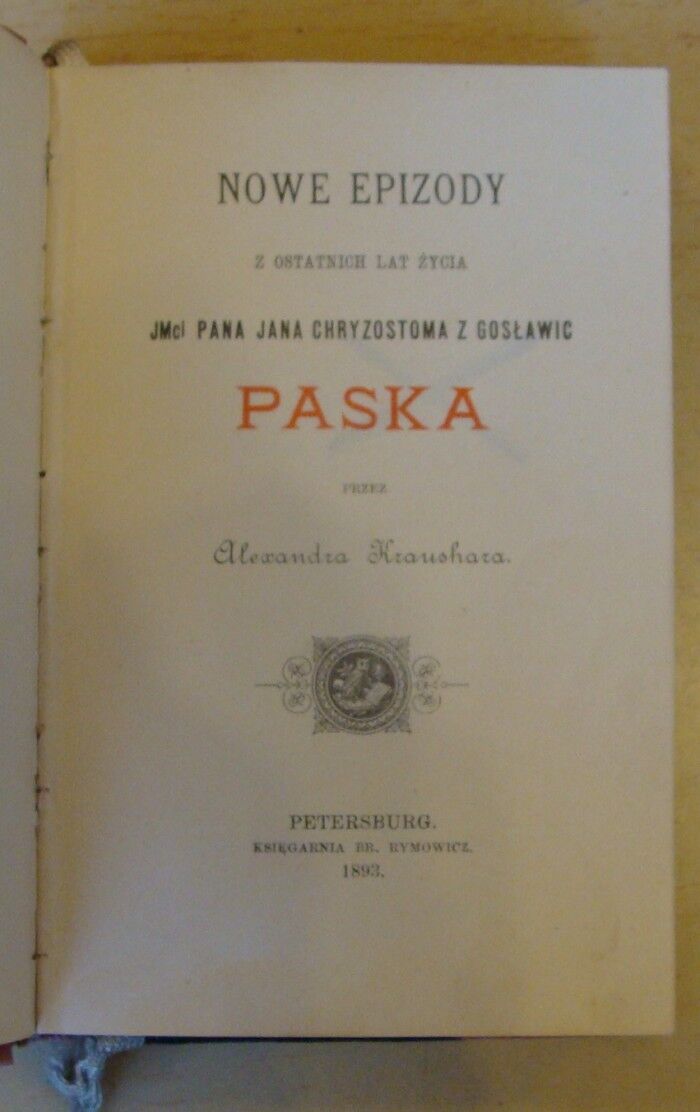 NOWE EPIZODY
Z OSTATNICH LAT ŻYCIA
JMci PANA JANA CHRYZOSTOMA Z GOSŁAWIC
PASKA
PRZEZ
Alexandra Kraushara.
PETERSBURG.
KSIĘGARNIA BR. RYMOWICZ.
1893.